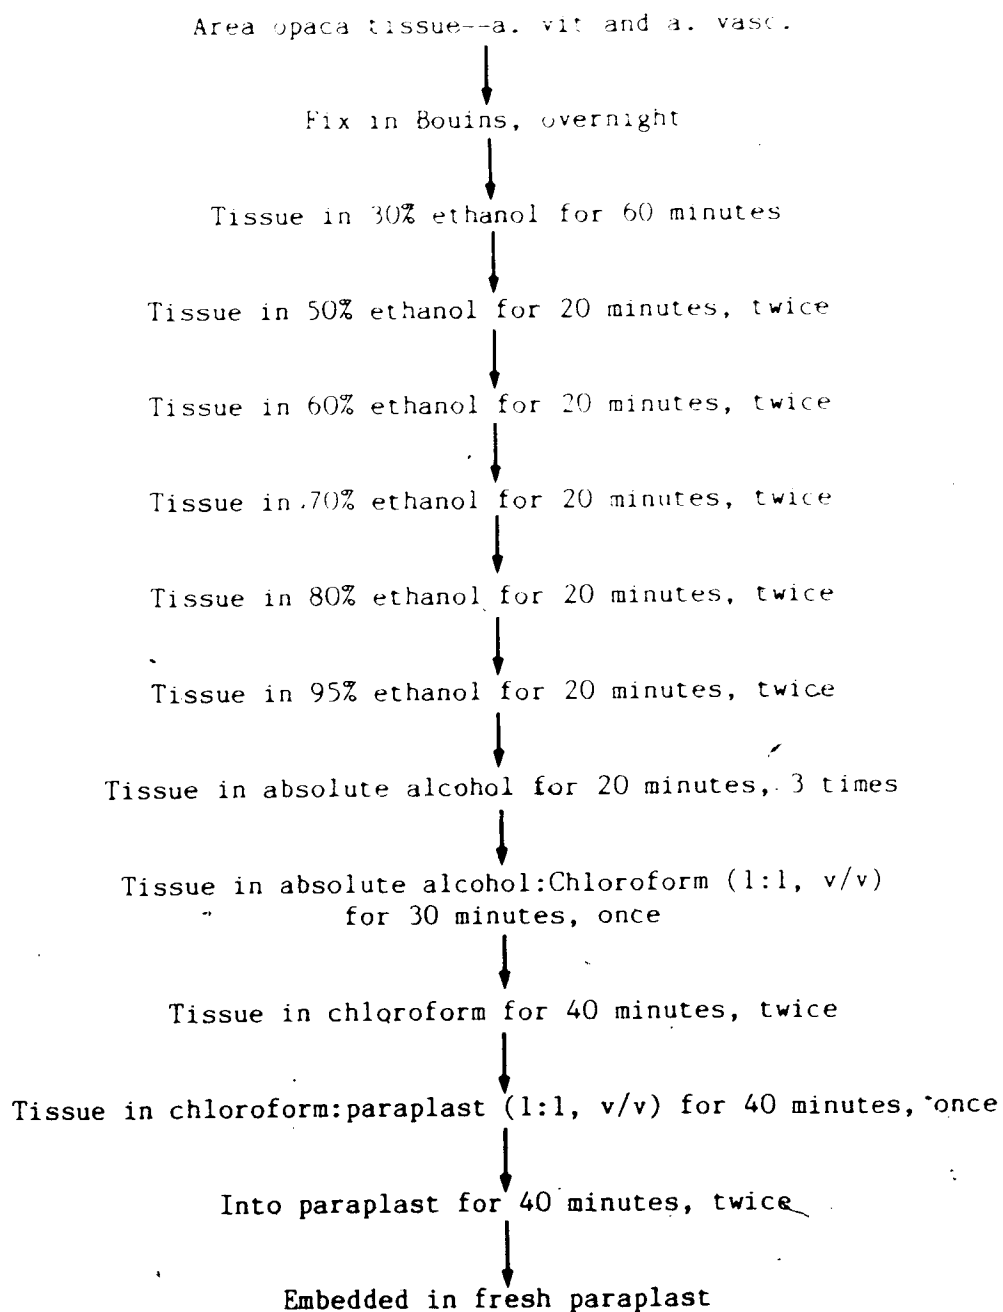 Area opaca tissue--a. vit and a. vasc.
Fix in Bouins, overnight
Tissue in 30% ethanol for 60 minutes
Tissue in 50% ethanol for 20 minutes, twice
Tissue in 60% ethanol for 20 minutes, twice
Tissue in 70% ethanol for 20 minutes, twice
Tissue in 80% ethanol for 20 minutes, twice
Tissue in 95% ethanol for 20 minutes, twice
Tissue in absolute alcohol for 20 minutes, 3 times
Tissue in absolute alcohol:Chloroform (1:1, v/v)
for 30 minutes, once
Tissue in chloroform for 40 minutes, twice
Tissue in chloroform:paraplast (1:1, v/v) for 40 minutes, once
Into paraplast for 40 minutes, twice
Embedded in fresh paraplast